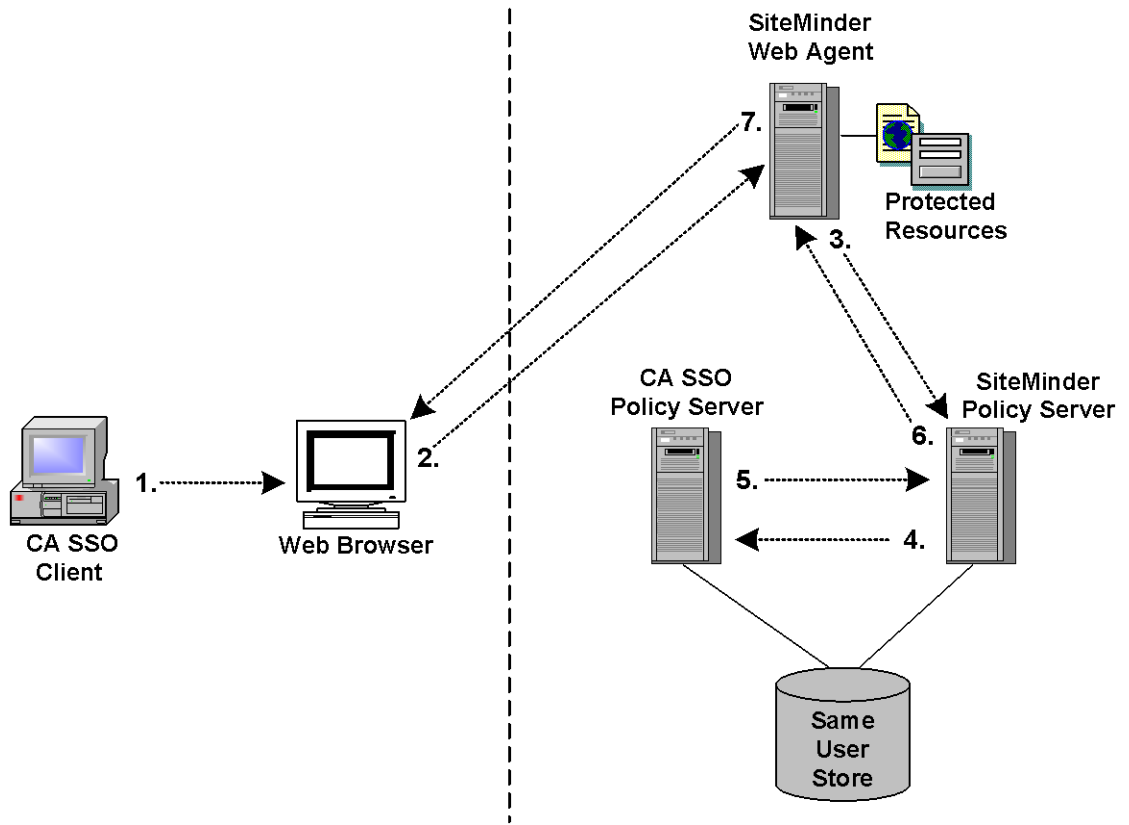 SiteMinder
Web Agent
7.
Protected
Resources
3.
CA SSO
Policy Server
SiteMinder
Policy Server
6.
2.
1.
5.
4.
CA SSO
Client
Web Browser
Same
User
Store